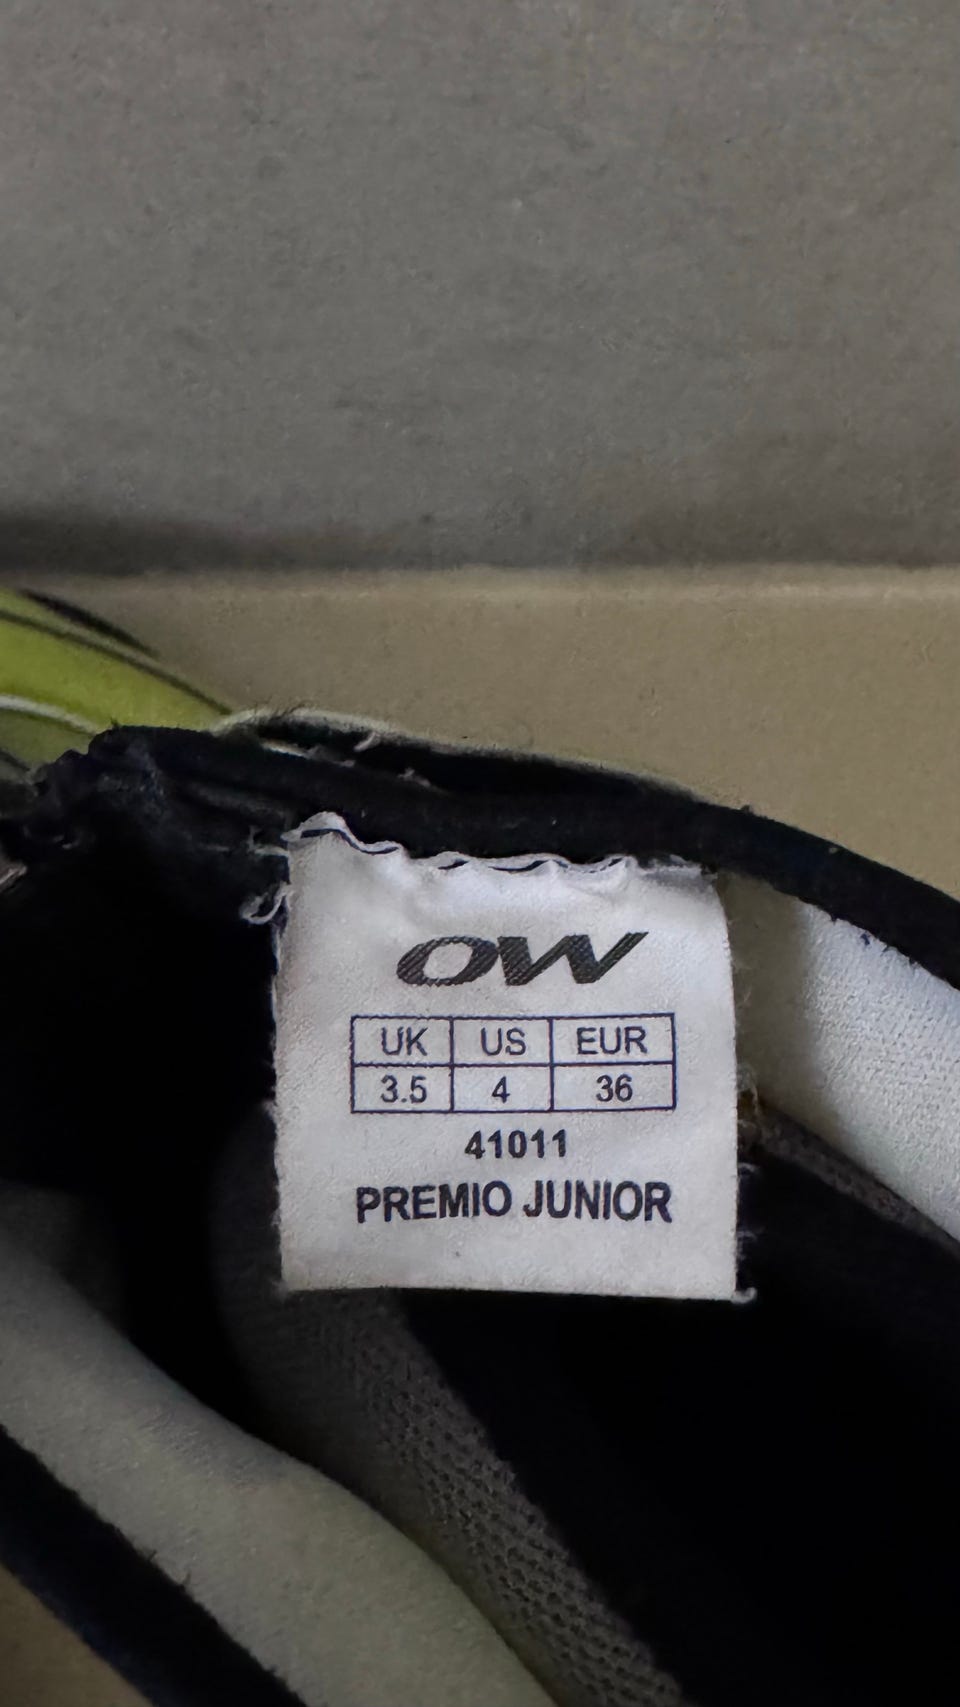 OW
UK US EUR
3.5 4 36
41011
PREMIO JUNIOR